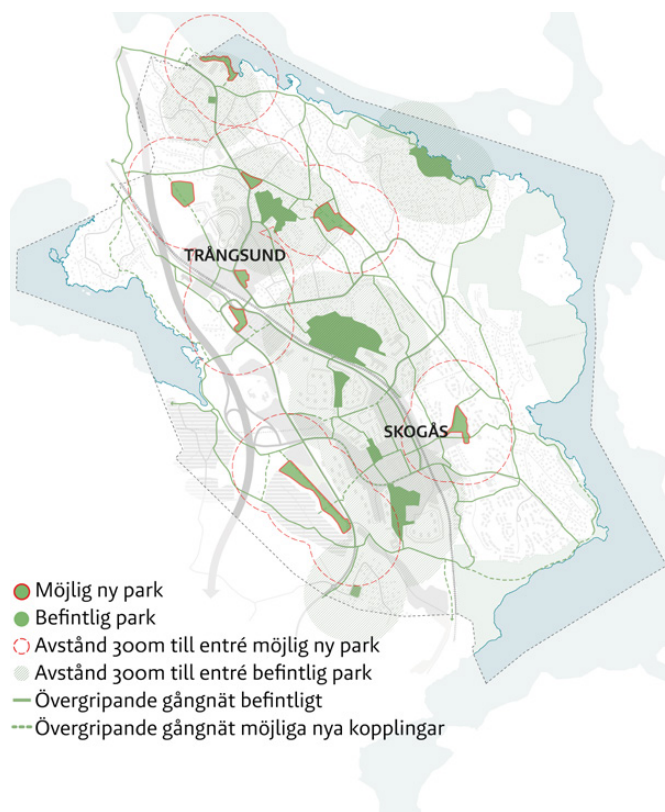 TRÅNGSUND
SKOGÅS
Möjlig ny park
Befintlig park
Avstånd 300m till entré möjlig ny park
Avstånd 300m till entré befintlig park
Övergripande gångnät befintligt
Övergripande gångnät möjliga nya kopplingar